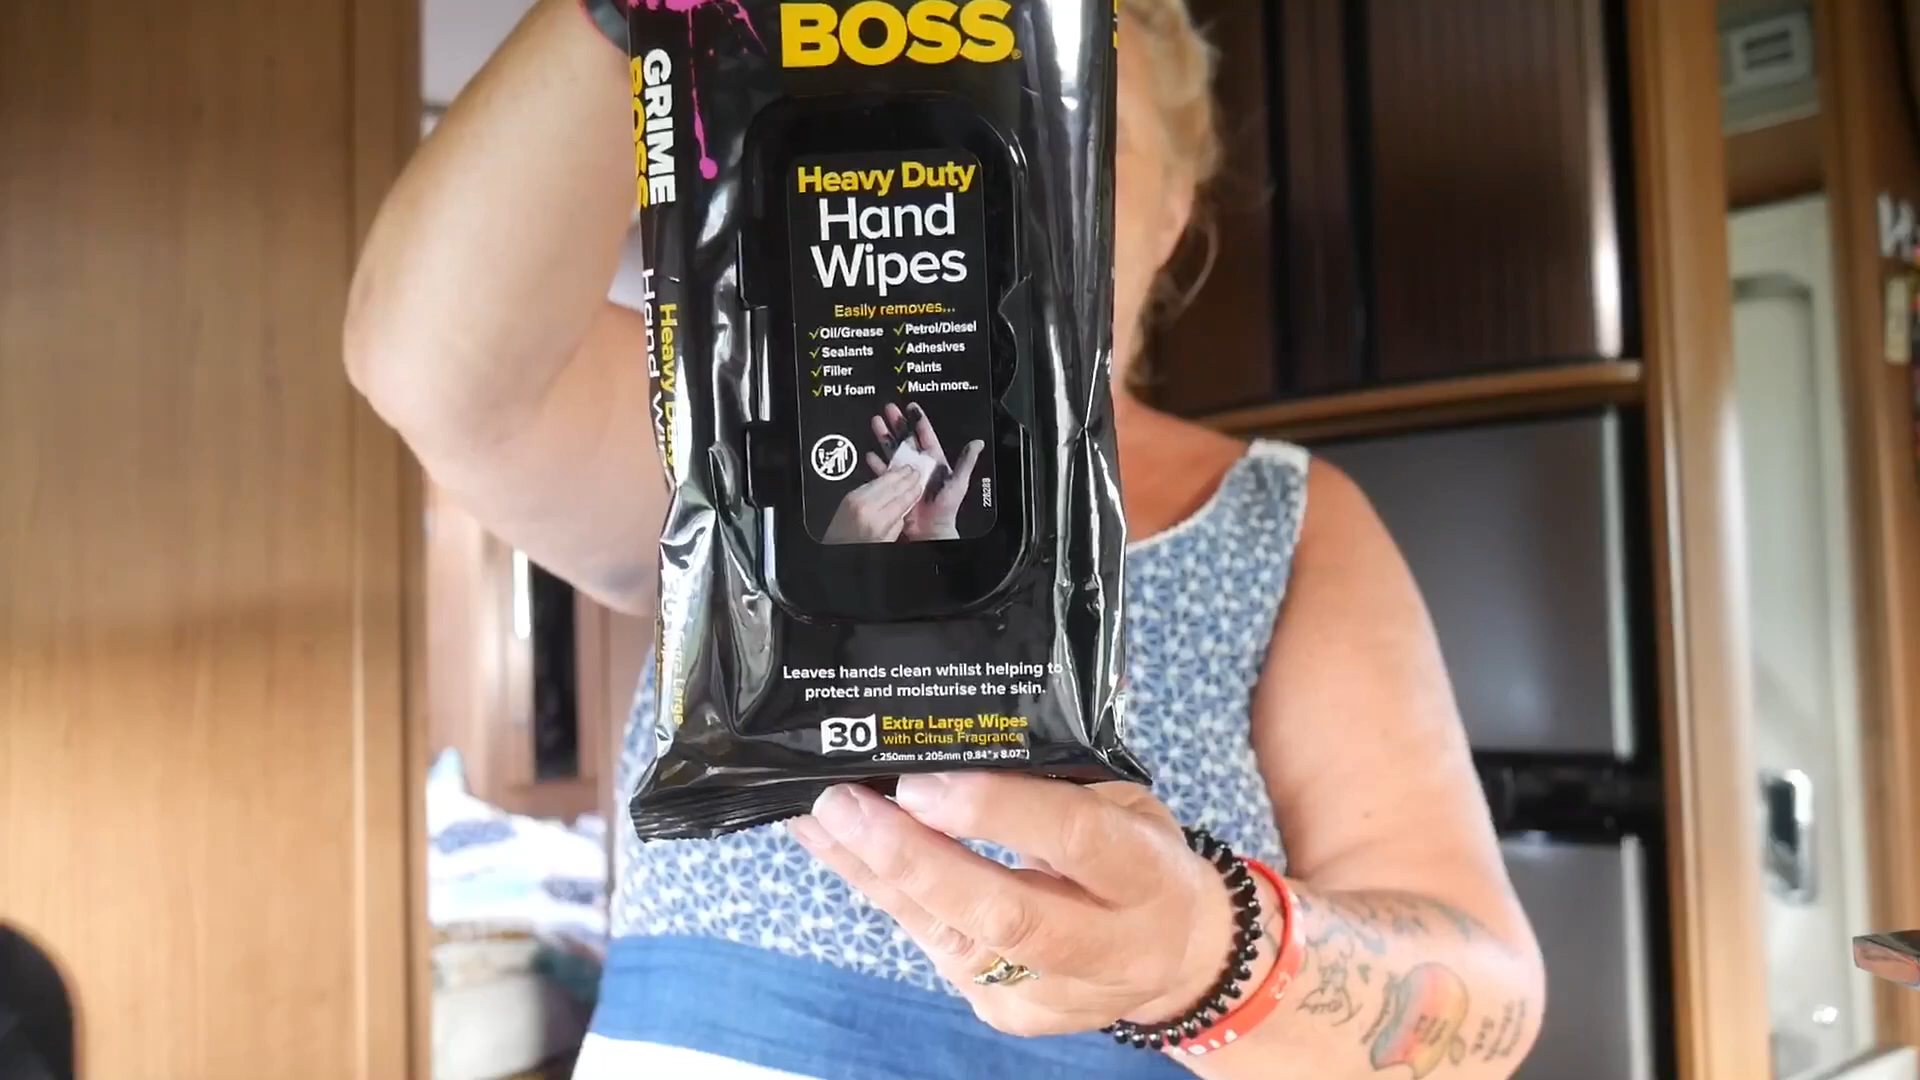 BOSS
GRIME
BOSS
Heavy Duty
Hand
Wipes
Easily removes...
✓Oil/Grease ✓Petrol/Diesel
✓Sealants ✓Adhesives
✓Filler ✓Paints
✓PU foam ✓Much more...
226289
Leaves hands clean whilst helping to
protect and moisturise the skin.
30 Extra Large Wipes
with Citrus Fragrance
c.250mm x 205mm (9.84" x 8.07")
Heavy Duty
Hand